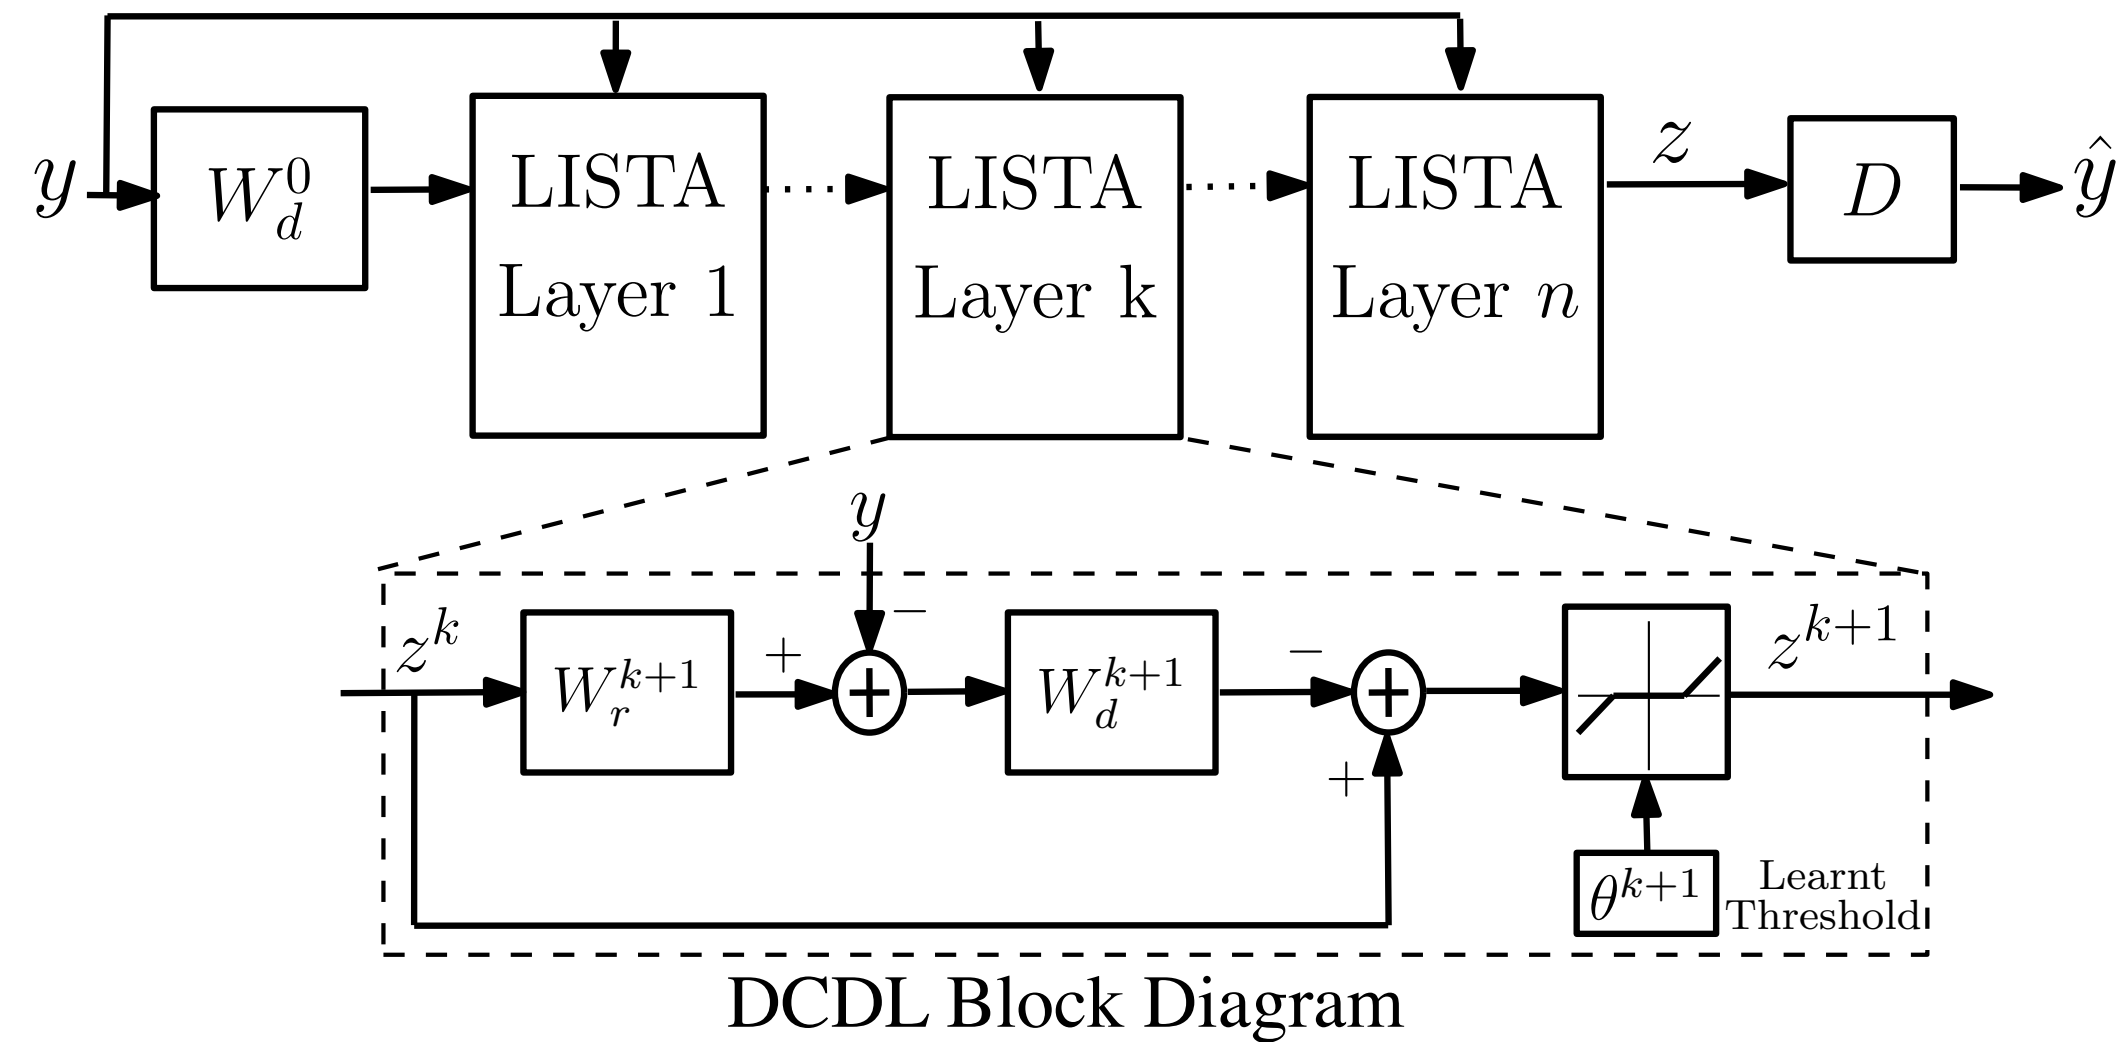 y
W_d^0
LISTA
Layer 1
LISTA
Layer k
LISTA
Layer n
z
D
ŷ
y
z^k
W_r^{k+1}
+
−
W_d^{k+1}
−
+
z^{k+1}
θ^{k+1}
Learnt
Threshold
DCDL Block Diagram